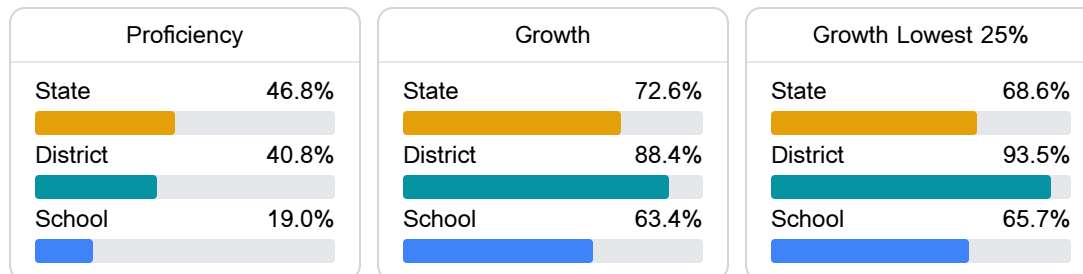 Proficiency
State 46.8%
District 40.8%
School 19.0%
Growth
State 72.6%
District 88.4%
School 63.4%
Growth Lowest 25%
State 68.6%
District 93.5%
School 65.7%